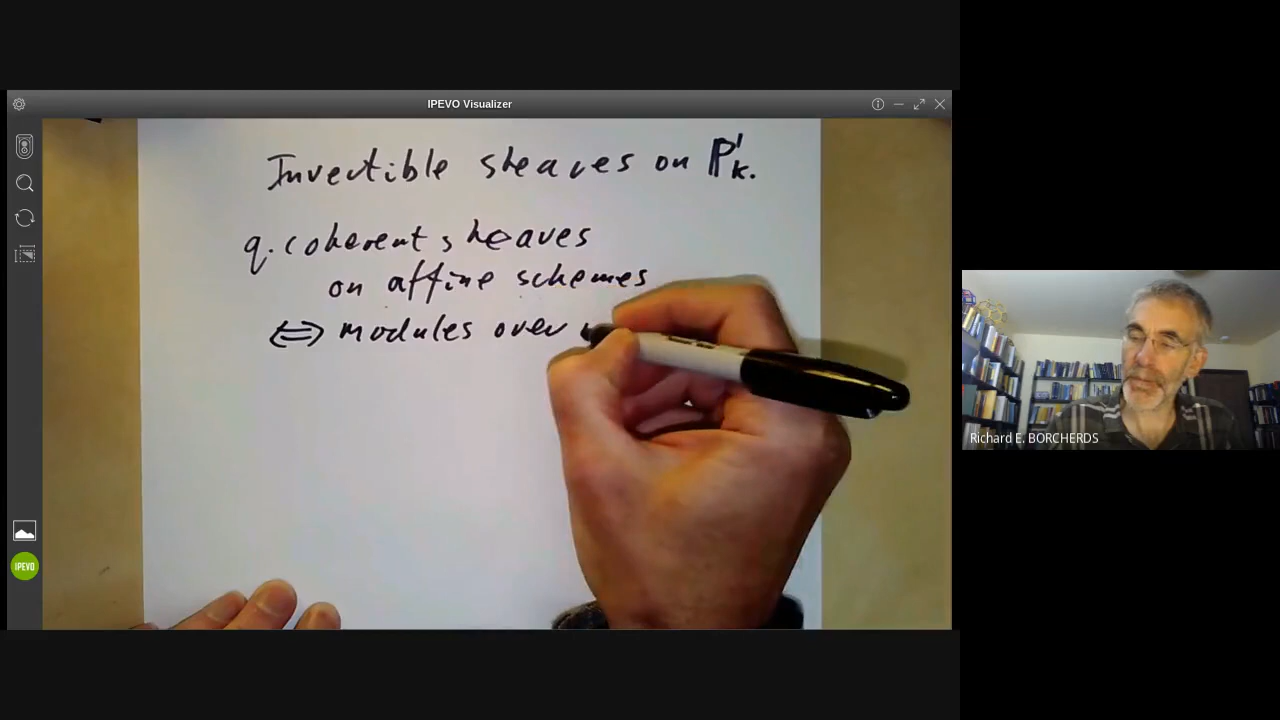 IPEVO Visualizer
Invertible sheaves on ℙ¹ₖ.
q. coherent sheaves
on affine schemes
⇔ modules over
IPEVO
Richard E. BORCHERDS